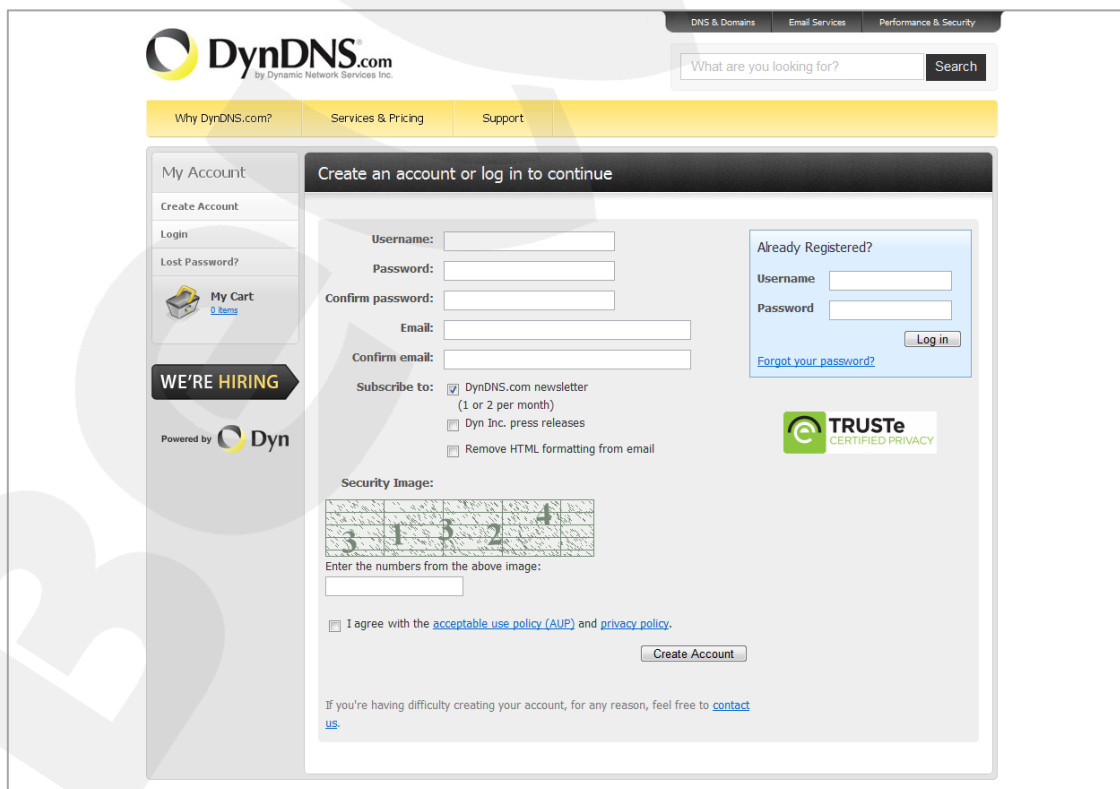 DNS & Domains Email Services Performance & Security
DynDNS.com
by Dynamic Network Services Inc.
What are you looking for? Search
Why DynDNS.com? Services & Pricing Support
My Account
Create Account
Login
Lost Password?
My Cart
0 items
WE'RE HIRING
Powered by Dyn
Create an account or log in to continue
Username:
Password:
Confirm password:
Email:
Confirm email:
Subscribe to: DynDNS.com newsletter
(1 or 2 per month)
Dyn Inc. press releases
Remove HTML formatting from email
Security Image:
3 1 3 2 4
Enter the numbers from the above image:
I agree with the acceptable use policy (AUP) and privacy policy.
Create Account
If you're having difficulty creating your account, for any reason, feel free to contact
us.
Already Registered?
Username
Password
Log in
Forgot your password?
TRUSTe
CERTIFIED PRIVACY